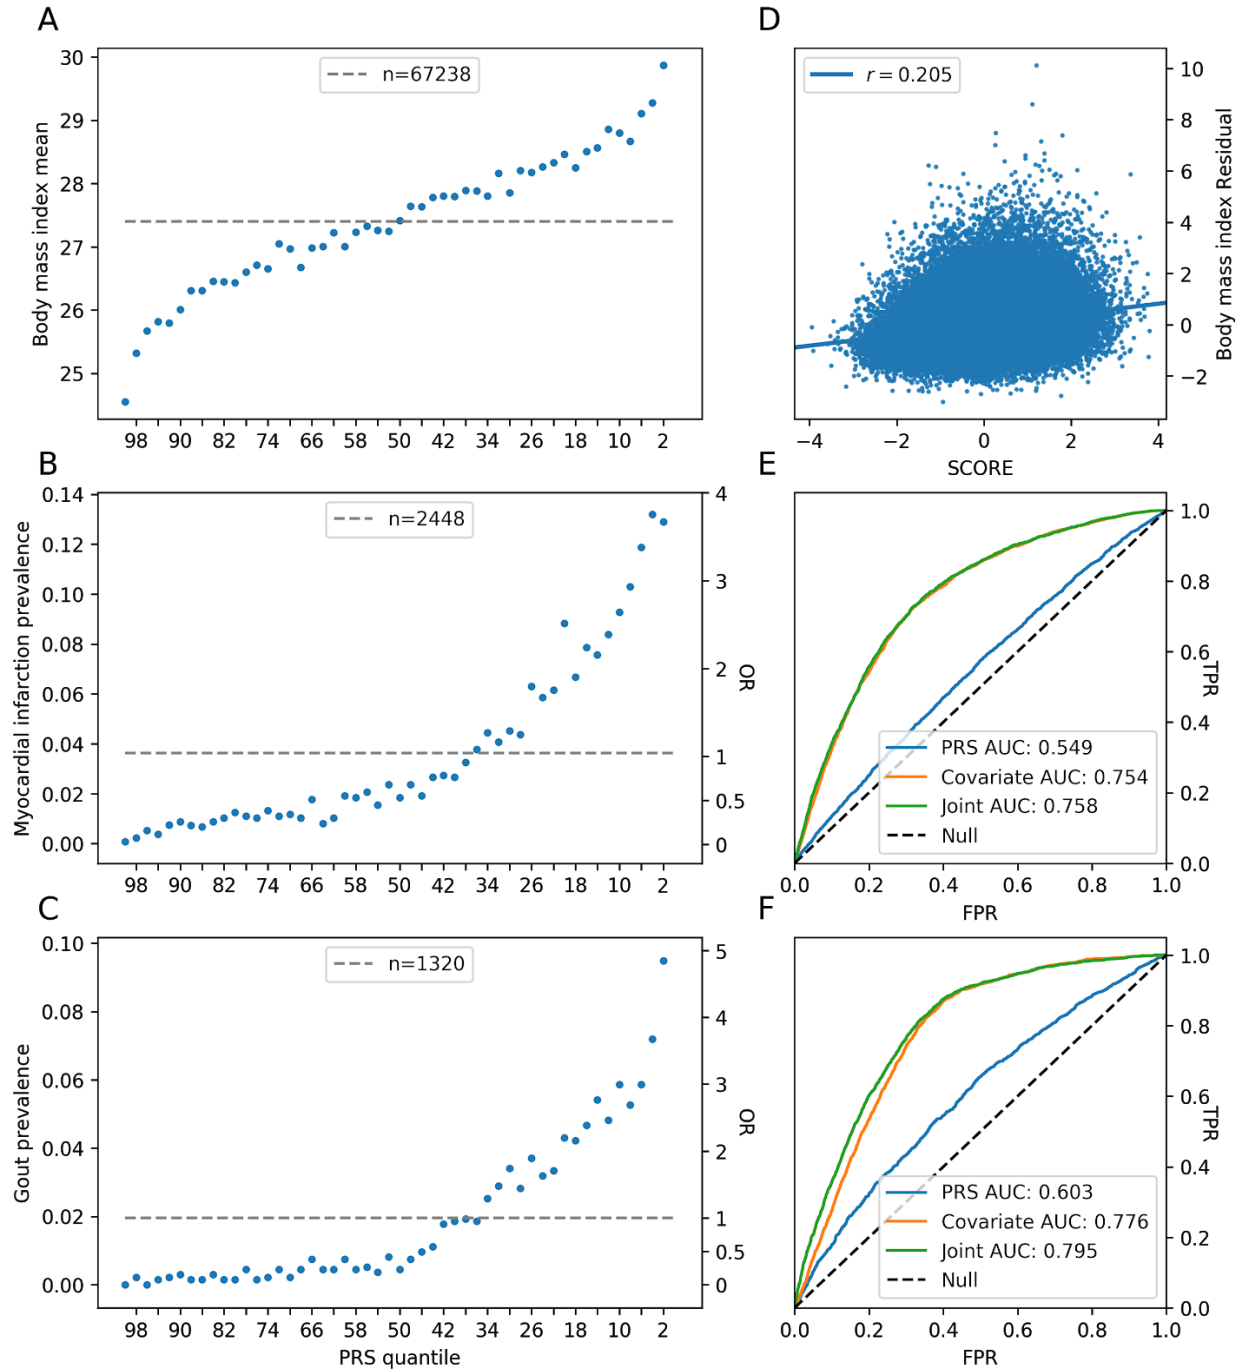 A
n=67238
Body mass index mean
30
29
28
27
26
25
98 90 82 74 66 58 50 42 34 26 18 10 2
D
r = 0.205
Body mass index Residual
10
8
6
4
2
0
−2
−4 −2 0 2 4
SCORE
B
n=2448
Myocardial infarction prevalence
0.14
0.12
0.10
0.08
0.06
0.04
0.02
0.00
4
3
2
1
0.5
0
OR
98 90 82 74 66 58 50 42 34 26 18 10 2
E
PRS AUC: 0.549
Covariate AUC: 0.754
Joint AUC: 0.758
Null
1.0
0.8
0.6
0.4
0.2
0.0
TPR
0.0 0.2 0.4 0.6 0.8 1.0
FPR
C
n=1320
Gout prevalence
0.10
0.08
0.06
0.04
0.02
0.00
5
4
3
2
1
0.5
0
OR
98 90 82 74 66 58 50 42 34 26 18 10 2
PRS quantile
F
PRS AUC: 0.603
Covariate AUC: 0.776
Joint AUC: 0.795
Null
1.0
0.8
0.6
0.4
0.2
0.0
TPR
0.0 0.2 0.4 0.6 0.8 1.0
FPR